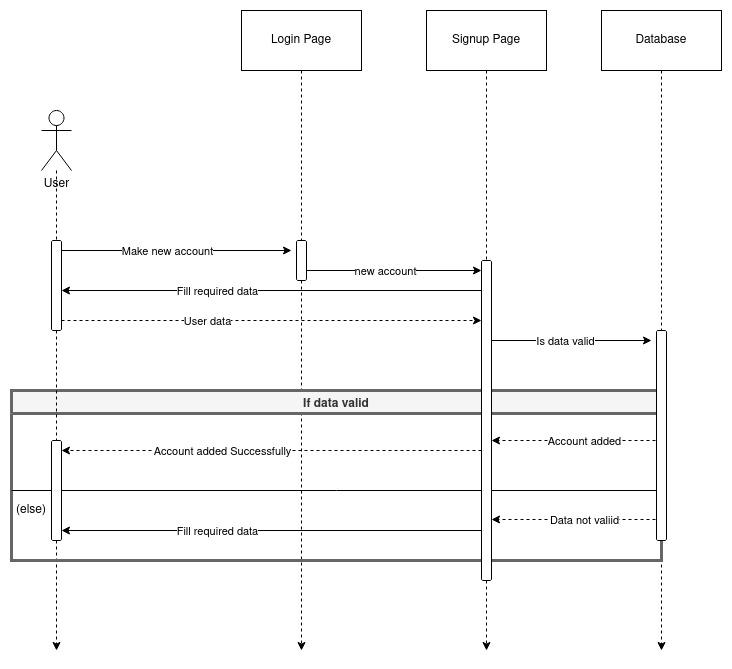 Login Page
Signup Page
Database
User
Make new account
new account
Fill required data
User data
Is data valid
If data valid
Account added
Account added Successfully
(else)
Data not valiid
Fill required data